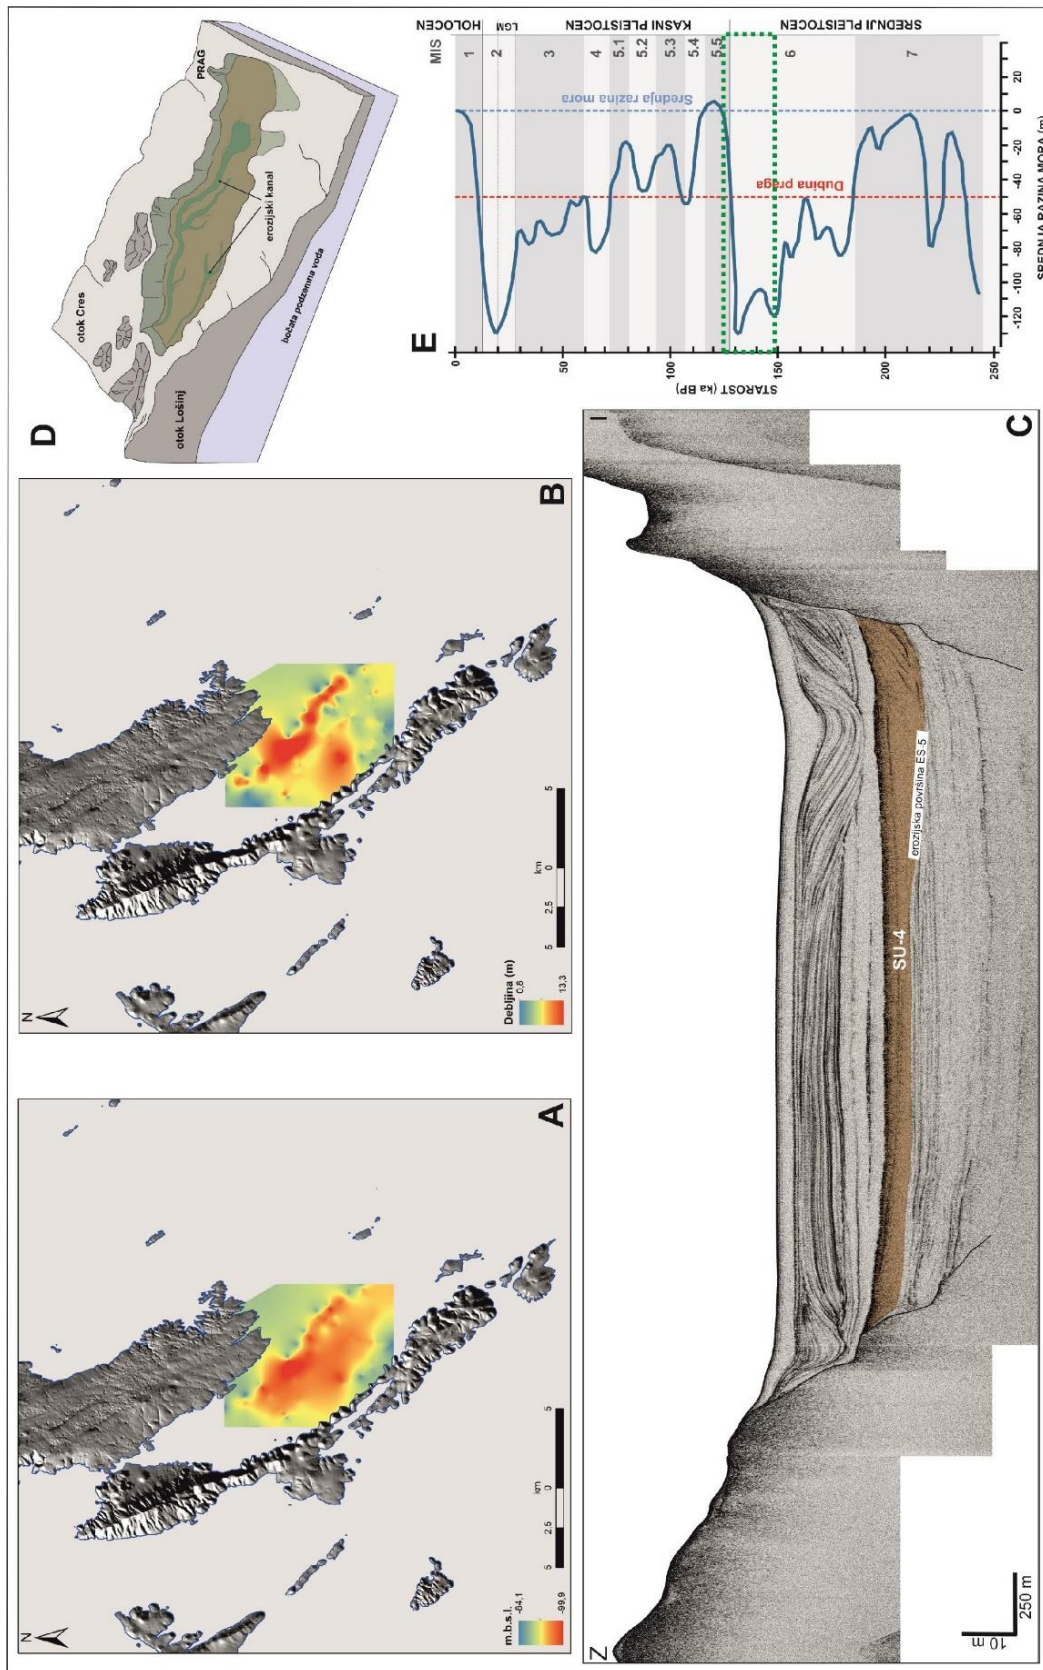 N
m.b.s.l.
-84,1
-99,9
5
2.5
0
km
5
A
N
Debljina (m)
0,8
13,3
5
2.5
0
km
5
B
D
otok Cres
PRAG
erozijski kanal
otok Lošinj
bočata podzemna voda
Z
I
SU-4
erozijska površina ES-5
10 m
250 m
C
E
MIS
1
2
3
4
5.1
5.2
5.3
5.4
5.5
6
7
HOLOCEN
LGM
KASNI PLEISTOCEN
SREDNJI PLEISTOCEN
Srednja razina mora
Dubina praga
20
0
-20
-40
-60
-80
-100
-120
SREDNJA RAZINA MORA (m)
0
50
100
150
200
250
STAROST (ka BP)